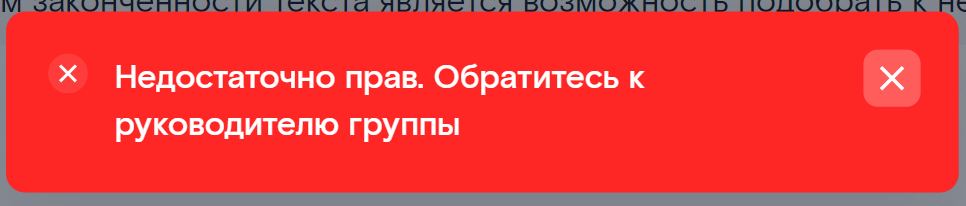 м законченности текста является возможность подобрать к не
Недостаточно прав. Обратитесь к
руководителю группы